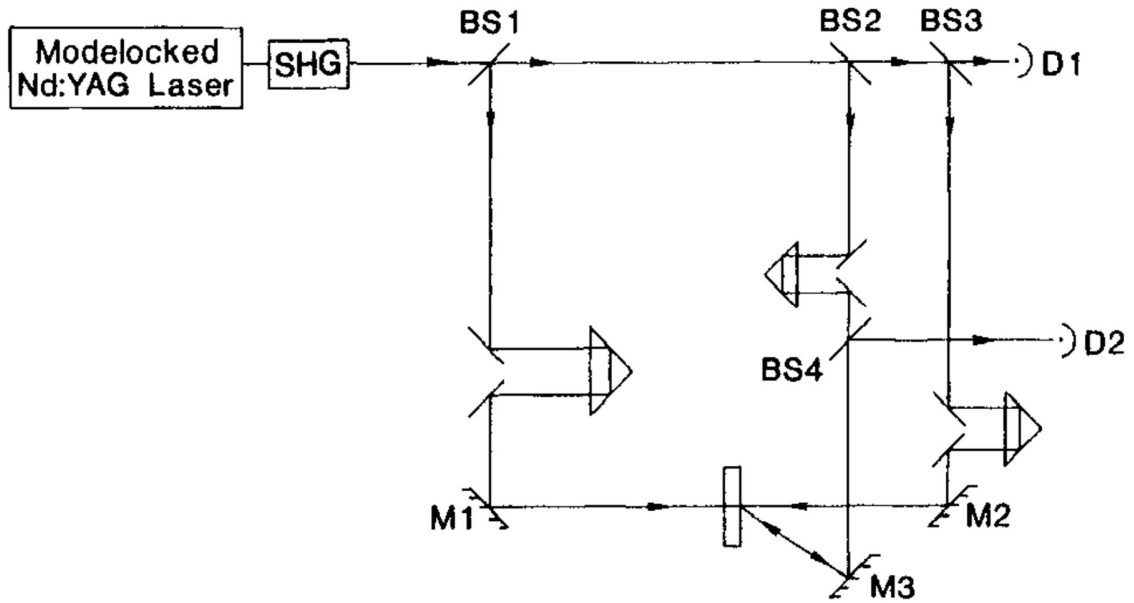 BS1
BS2
BS3
Modelocked
Nd:YAG Laser
SHG
D1
BS4
D2
M1
M2
M3